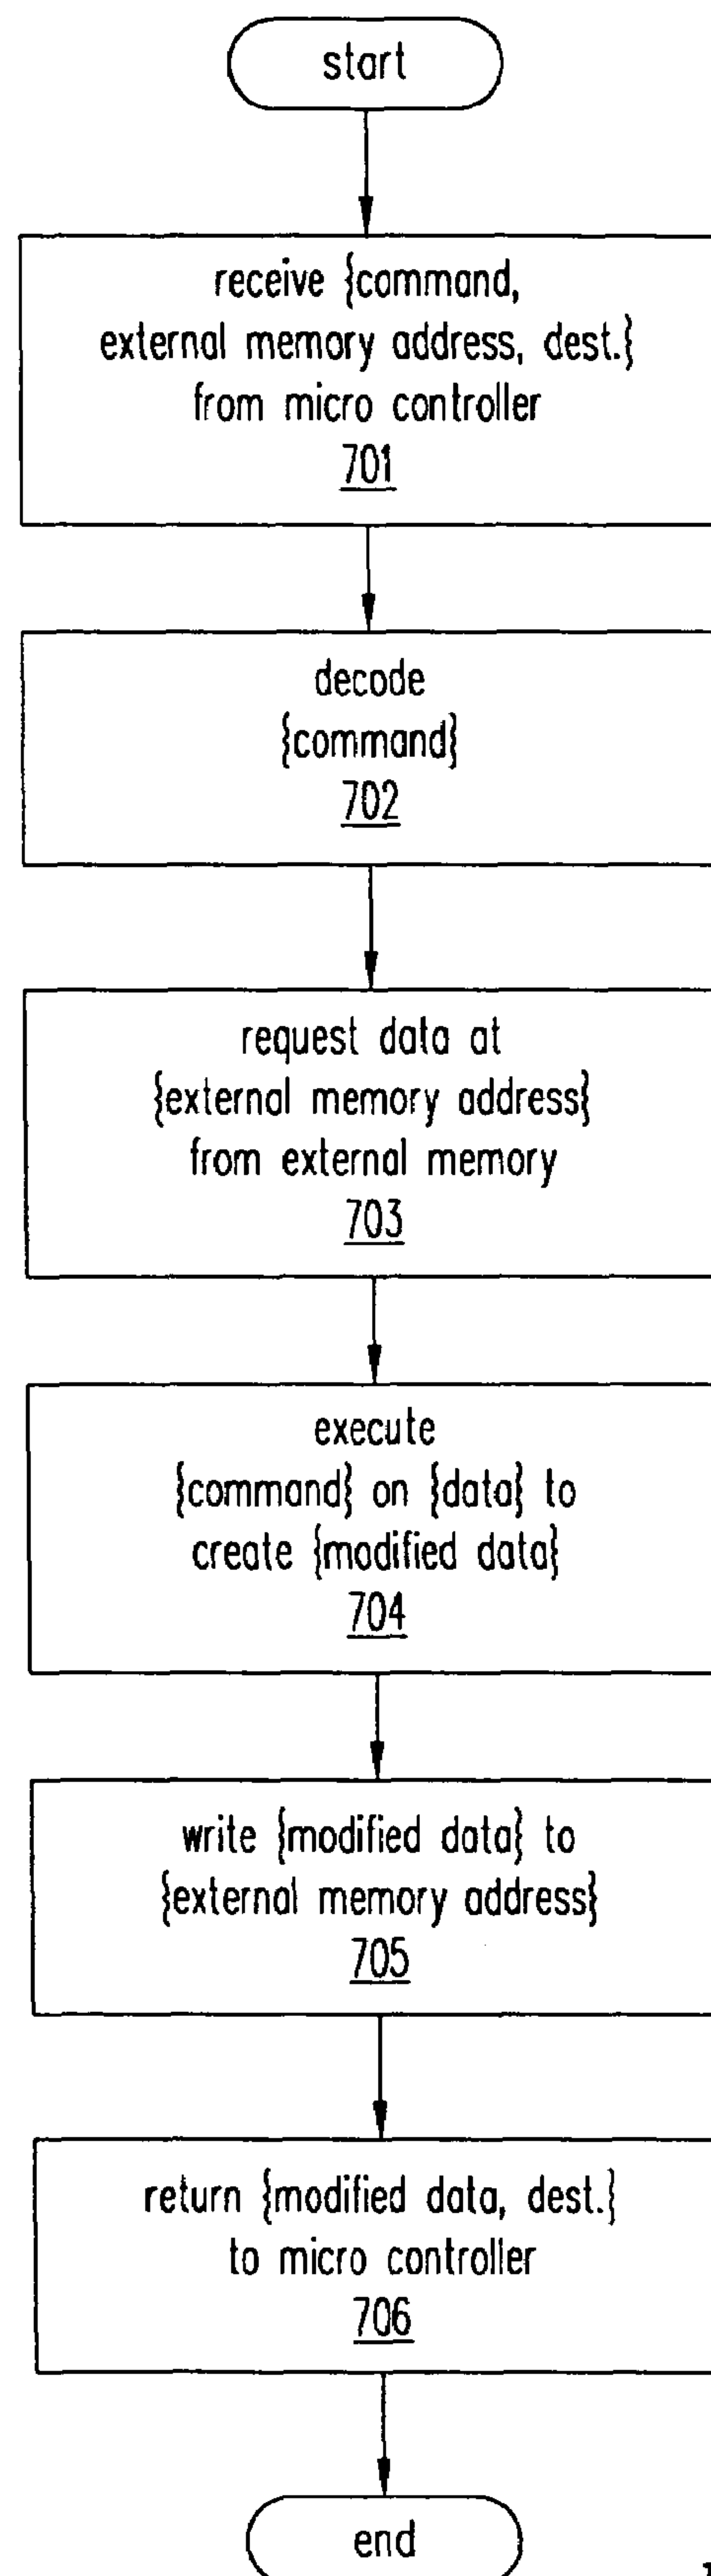 start
receive {command,
external memory address, dest.}
from micro controller
701
decode
{command}
702
request data at
{external memory address}
from external memory
703
execute
{command} on {data} to
create {modified data}
704
write {modified data} to
{external memory address}
705
return {modified data, dest.}
to micro controller
706
end